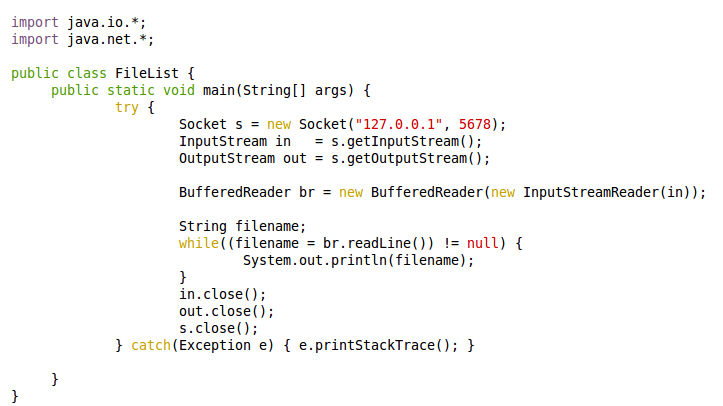 import java.io.*;
import java.net.*;

public class FileList {
     public static void main(String[] args) {
             try {
                     Socket s = new Socket("127.0.0.1", 5678);
                     InputStream in   = s.getInputStream();
                     OutputStream out = s.getOutputStream();

                     BufferedReader br = new BufferedReader(new InputStreamReader(in));

                     String filename;
                     while((filename = br.readLine()) != null) {
                             System.out.println(filename);
                     }
                     in.close();
                     out.close();
                     s.close();
             } catch(Exception e) { e.printStackTrace(); }

     }
}